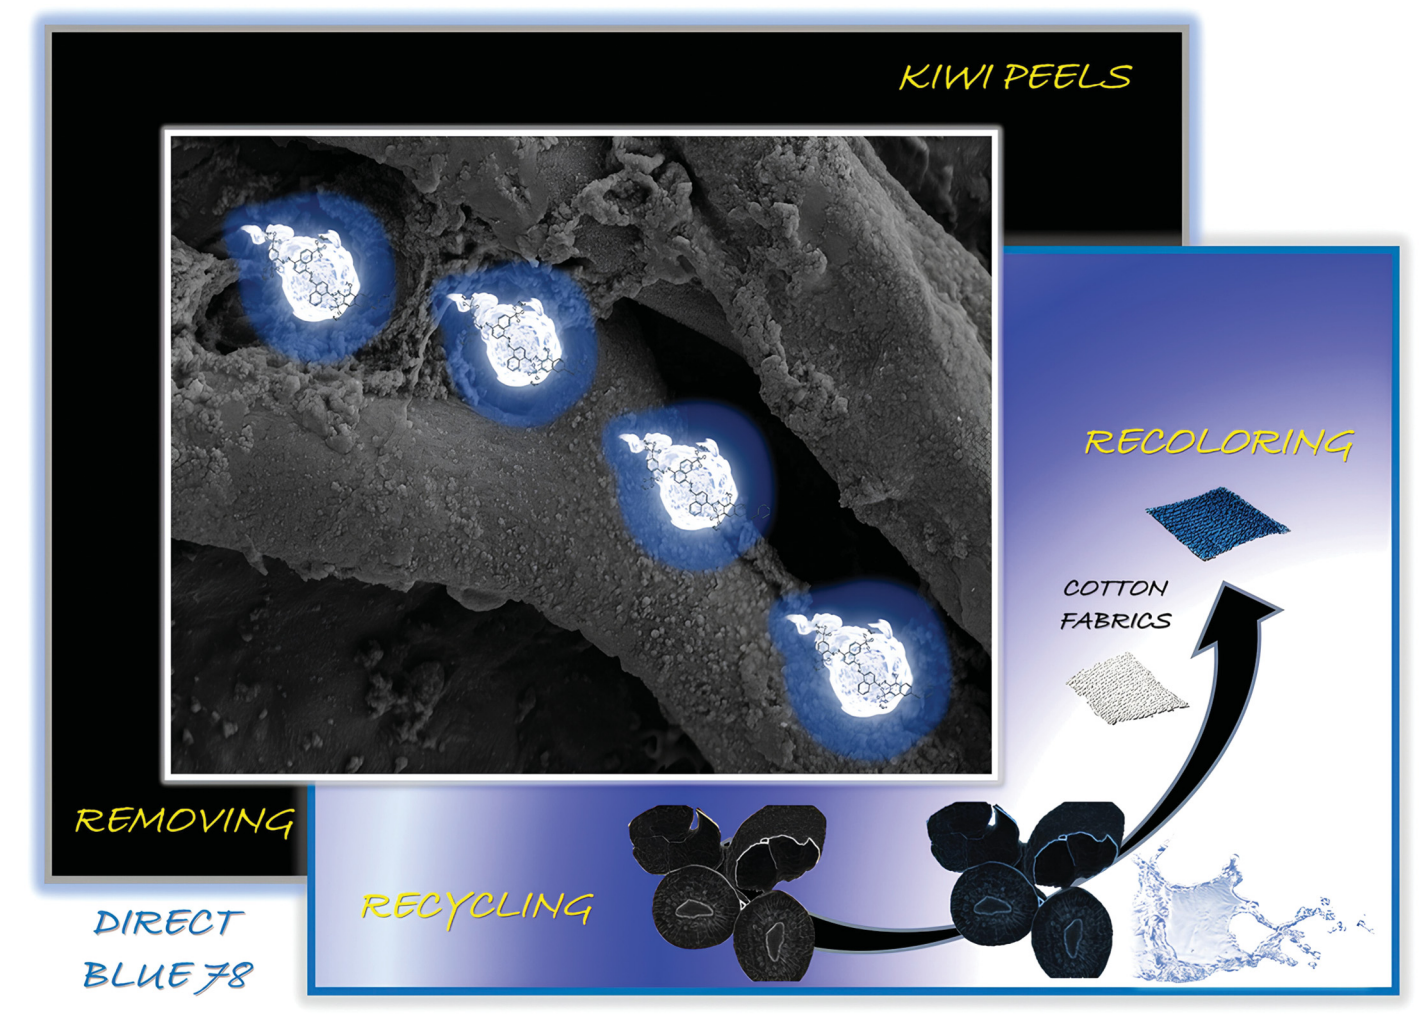 KIWI PEELS
RECOLORING
COTTON
FABRICS
REMOVING
RECYCLING
DIRECT
BLUE 78